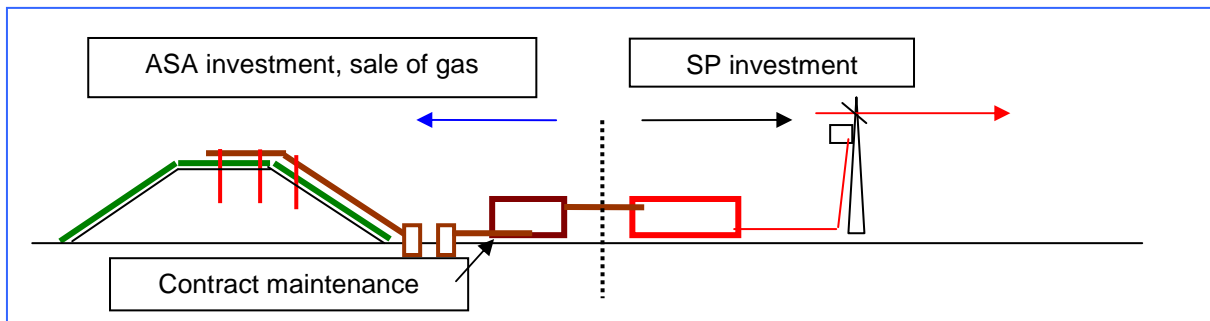 ASA investment, sale of gas
SP investment
Contract maintenance